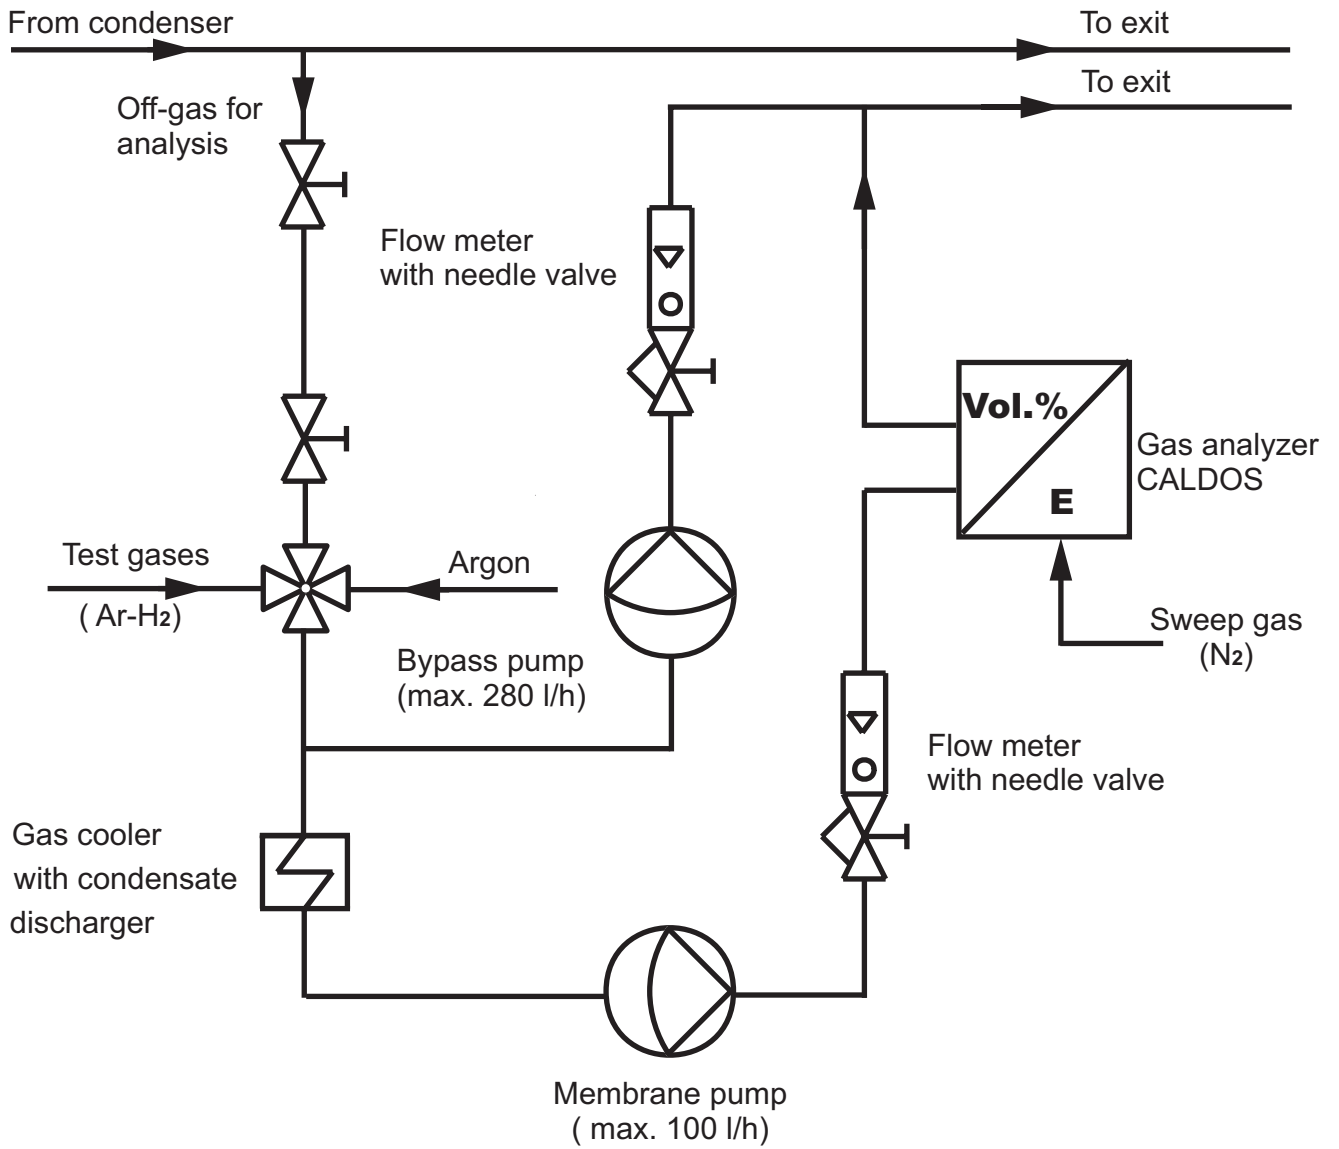 From condenser
To exit
To exit
Off-gas for
analysis
Flow meter
with needle valve
Vol.%
E
Gas analyzer
CALDOS
Test gases
( Ar-H2)
Argon
Sweep gas
(N2)
Bypass pump
(max. 280 l/h)
Flow meter
with needle valve
Gas cooler
with condensate
discharger
Membrane pump
( max. 100 l/h)